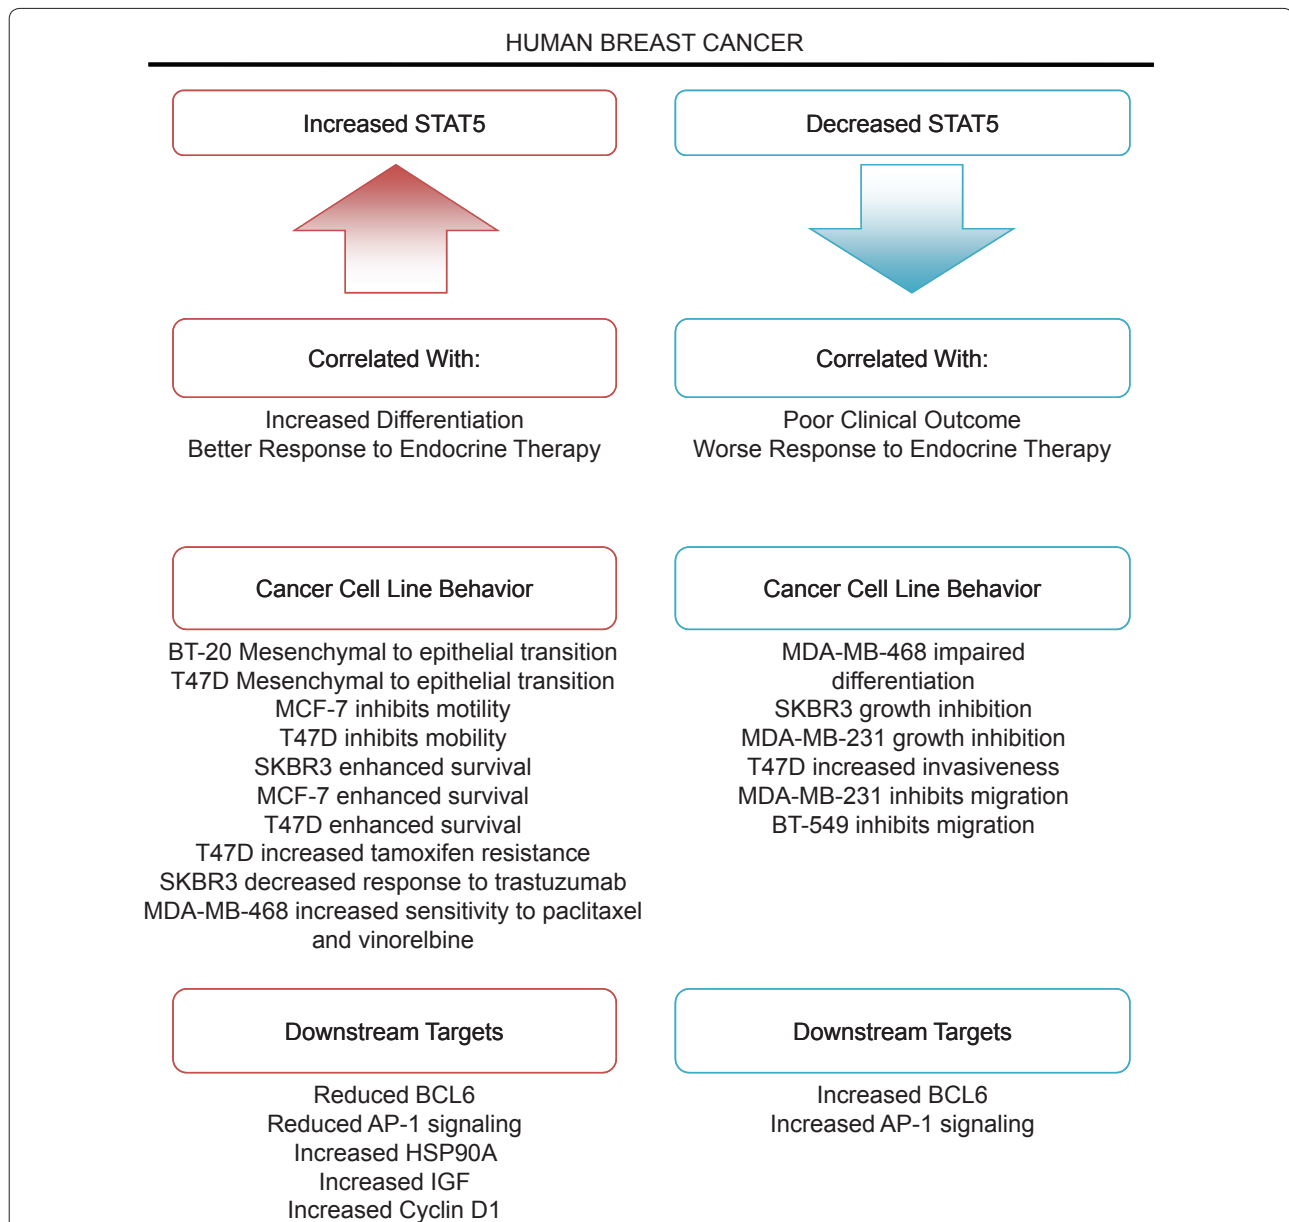 HUMAN BREAST CANCER
Increased STAT5
Correlated With:
Increased Differentiation
Better Response to Endocrine Therapy
Cancer Cell Line Behavior
BT-20 Mesenchymal to epithelial transition
T47D Mesenchymal to epithelial transition
MCF-7 inhibits motility
T47D inhibits mobility
SKBR3 enhanced survival
MCF-7 enhanced survival
T47D enhanced survival
T47D increased tamoxifen resistance
SKBR3 decreased response to trastuzumab
MDA-MB-468 increased sensitivity to paclitaxel
and vinorelbine
Downstream Targets
Reduced BCL6
Reduced AP-1 signaling
Increased HSP90A
Increased IGF
Increased Cyclin D1
Decreased STAT5
Correlated With:
Poor Clinical Outcome
Worse Response to Endocrine Therapy
Cancer Cell Line Behavior
MDA-MB-468 impaired
differentiation
SKBR3 growth inhibition
MDA-MB-231 growth inhibition
T47D increased invasiveness
MDA-MB-231 inhibits migration
BT-549 inhibits migration
Downstream Targets
Increased BCL6
Increased AP-1 signaling